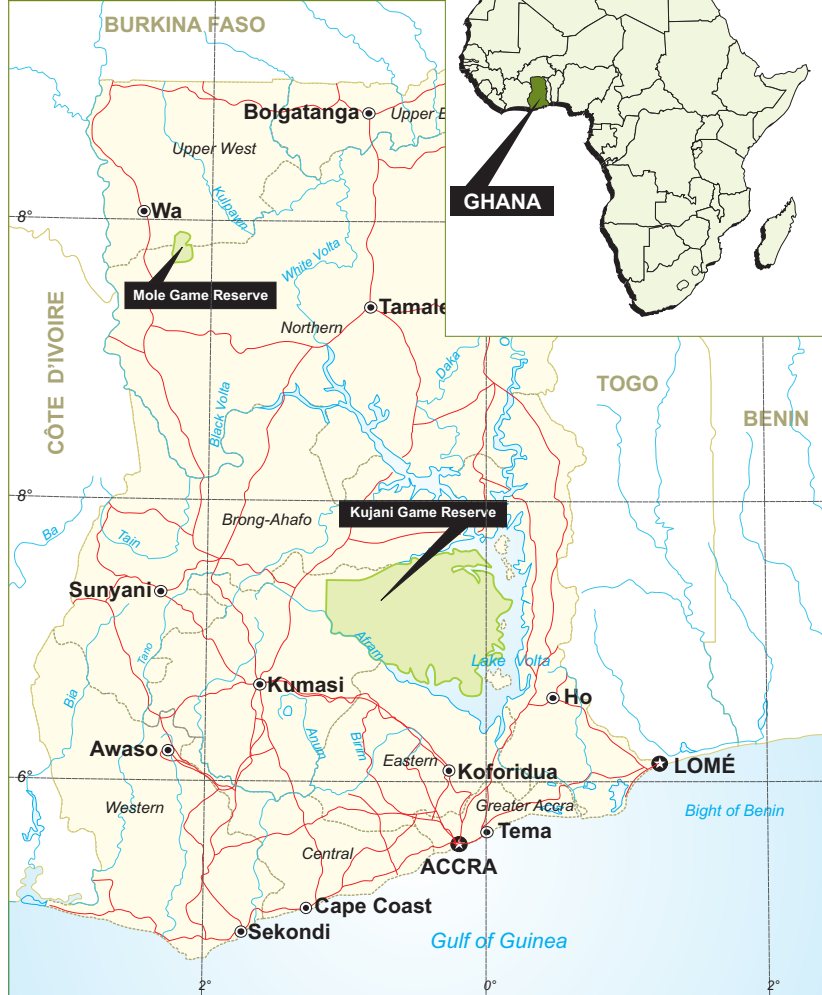 BURKINA FASO
Bolgatanga
Upper E
Upper West
Kulpawn
GHANA
8°
Wa
White Volta
Mole Game Reserve
Tamale
Northern
CÔTE D'IVOIRE
Daka
O
TOGO
BENIN
Black Volta
8°
Kujani Game Reserve
Brong-Ahafo
Ba
Tain
Sunyani
Afram
Tano
Lake Volta
Bia
Kumasi
Ho
Anum
Birim
Awaso
Eastern
Koforidua
LOMÉ
6°
Western
Greater Accra
Bight of Benin
Tema
Central
ACCRA
Cape Coast
Sekondi
Gulf of Guinea
2°
0°
2°